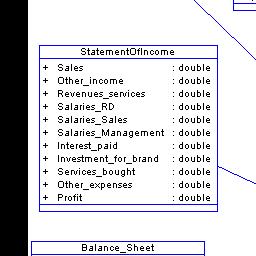 StatementOfIncome
+ Sales : double
+ Other_income : double
+ Revenues_services : double
+ Salaries_RD : double
+ Salaries_Sales : double
+ Salaries_Management : double
+ Interest_paid : double
+ Investment_for_brand : double
+ Services_bought : double
+ Other_expenses : double
+ Profit : double
Balance_Sheet